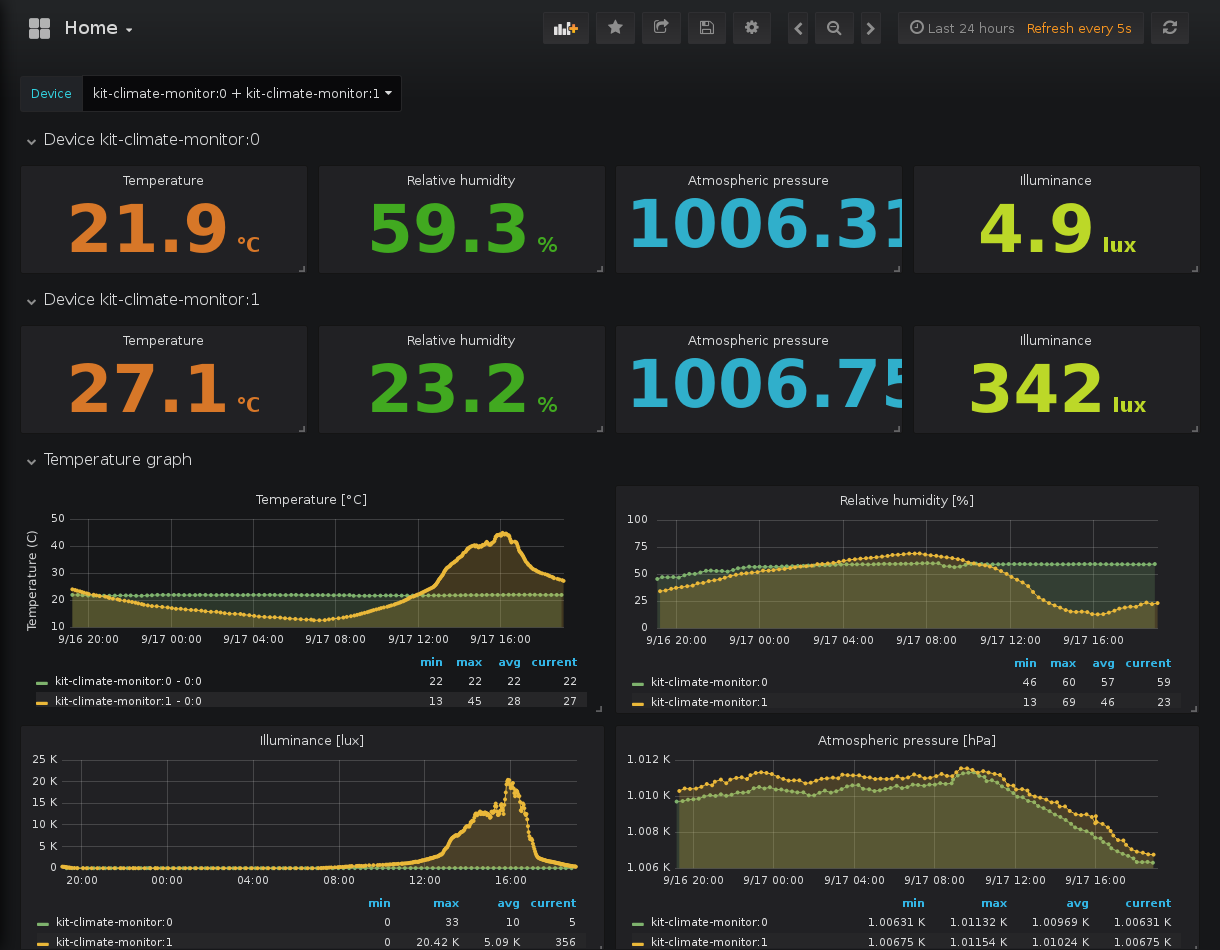 Home
Last 24 hours Refresh every 5s
Device kit-climate-monitor:0 + kit-climate-monitor:1
Device kit-climate-monitor:0
Temperature Relative humidity Atmospheric pressure Illuminance
21.9 °C 59.3 % 1006.31 4.9 lux
Device kit-climate-monitor:1
Temperature Relative humidity Atmospheric pressure Illuminance
27.1 °C 23.2 % 1006.75 342 lux
Temperature graph
Temperature [°C]
Temperature (C)
50
40
30
20
10
9/16 20:00 9/17 00:00 9/17 04:00 9/17 08:00 9/17 12:00 9/17 16:00
min max avg current
kit-climate-monitor:0 - 0:0 22 22 22 22
kit-climate-monitor:1 - 0:0 13 45 28 27
Relative humidity [%]
100
75
50
25
0
9/16 20:00 9/17 00:00 9/17 04:00 9/17 08:00 9/17 12:00 9/17 16:00
min max avg current
kit-climate-monitor:0 46 60 57 59
kit-climate-monitor:1 13 69 46 23
Illuminance [lux]
25 K
20 K
15 K
10 K
5 K
0
20:00 00:00 04:00 08:00 12:00 16:00
min max avg current
kit-climate-monitor:0 0 33 10 5
kit-climate-monitor:1 0 20.42 K 5.09 K 356
Atmospheric pressure [hPa]
1.012 K
1.010 K
1.008 K
1.006 K
9/16 20:00 9/17 00:00 9/17 04:00 9/17 08:00 9/17 12:00 9/17 16:00
min max avg current
kit-climate-monitor:0 1.00631 K 1.01132 K 1.00969 K 1.00631 K
kit-climate-monitor:1 1.00675 K 1.01154 K 1.01024 K 1.00675 K